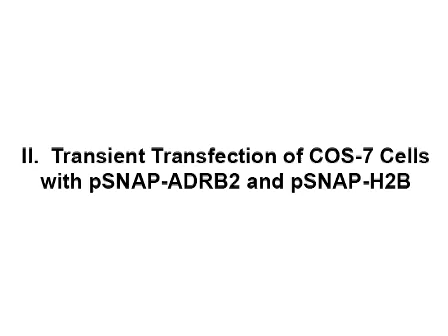 II. Transient Transfection of COS-7 Cells
with pSNAP-ADRB2 and pSNAP-H2B